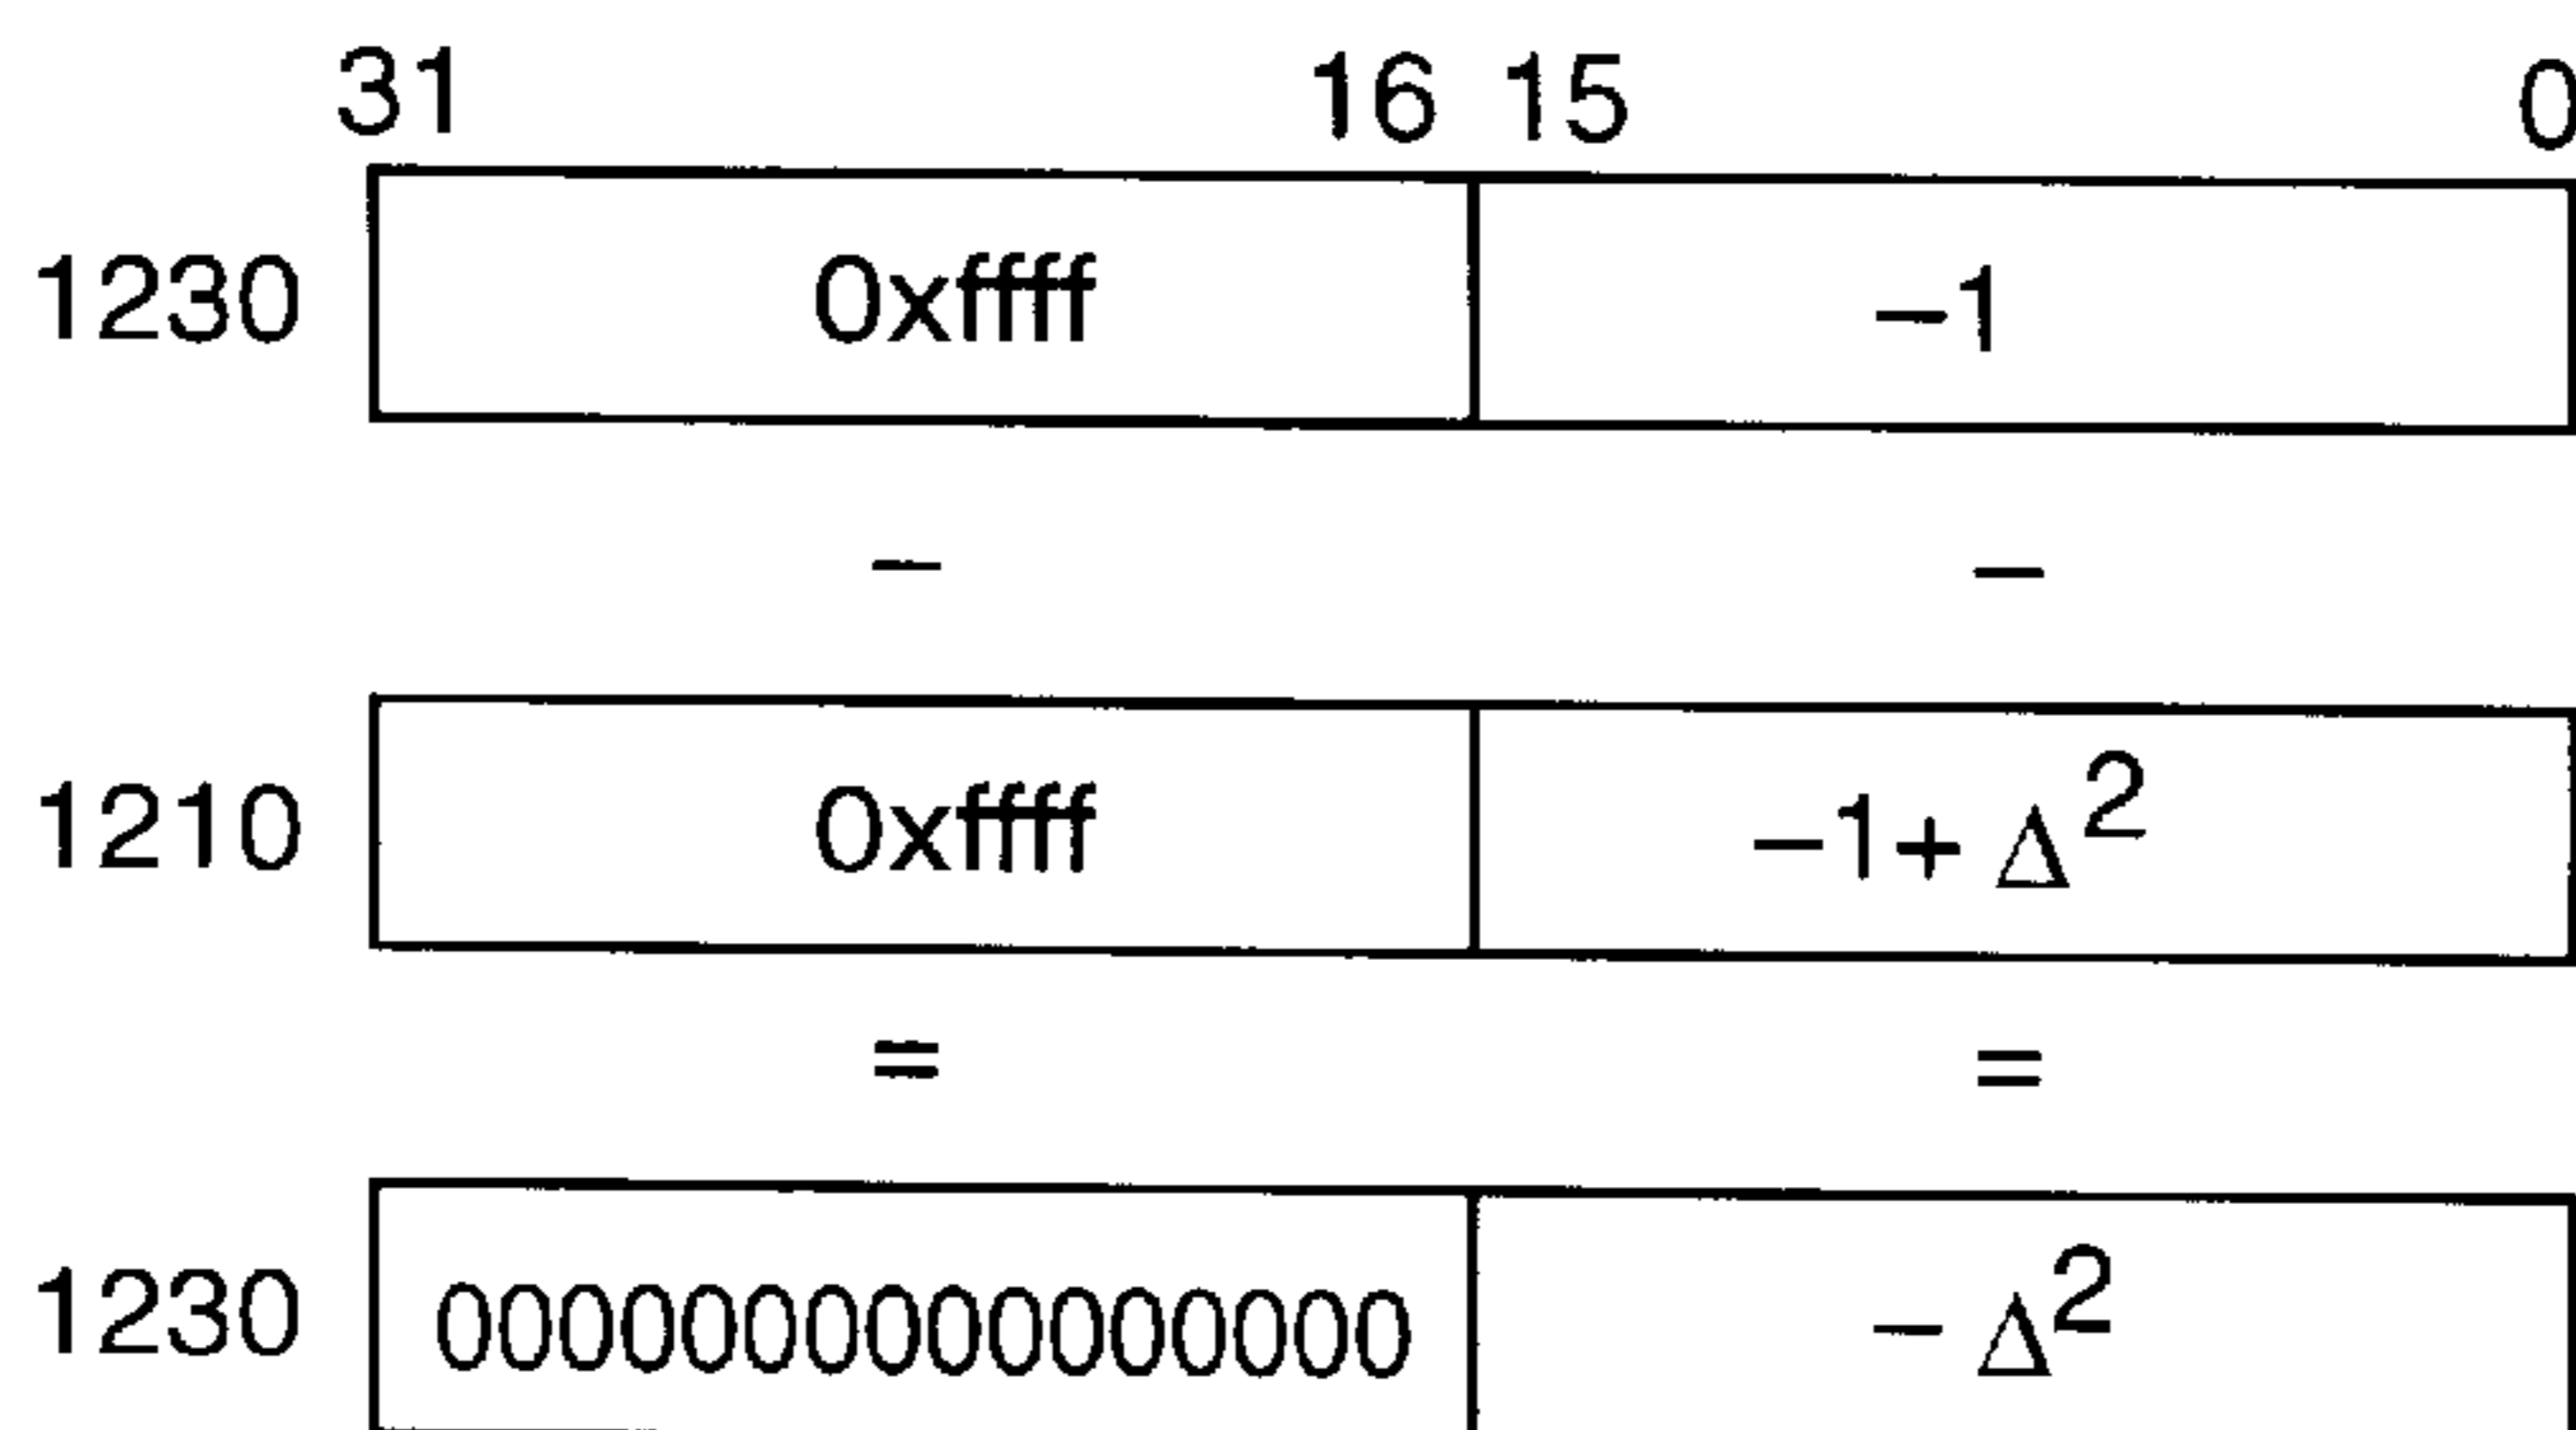 31 16 15 0
1230 0xffff –1
– –
1210 0xffff –1+ Δ²
= =
1230 0000000000000000 – Δ²